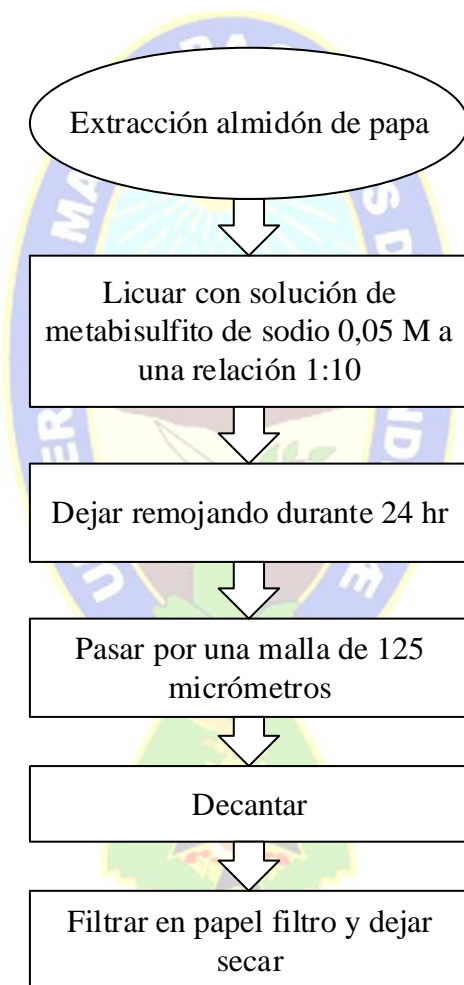 Extracción almidón de papa
Licuar con solución de
metabisulfito de sodio 0,05 M a
una relación 1:10
Dejar remojando durante 24 hr
Pasar por una malla de 125
micrómetros
Decantar
Filtrar en papel filtro y dejar
secar